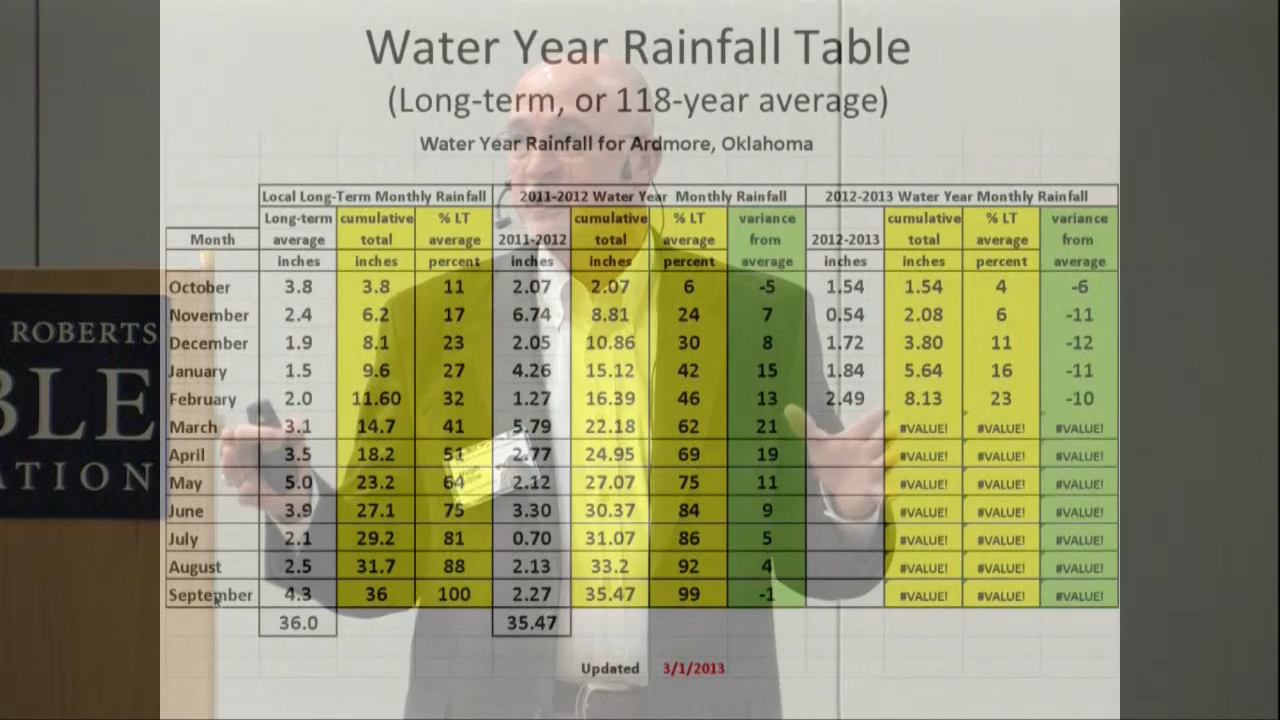 Water Year Rainfall Table
(Long-term, or 118-year average)
Water Year Rainfall for Ardmore, Oklahoma
Local Long-Term Monthly Rainfall 2011-2012 Water Year Monthly Rainfall 2012-2013 Water Year Monthly Rainfall
Long-term cumulative % LT cumulative % LT variance cumulative % LT variance
Month average total average 2011-2012 total average from 2012-2013 total average from
inches inches percent inches inches percent average inches inches percent average
October 3.8 3.8 11 2.07 2.07 6 -5 1.54 1.54 4 -6
November 2.4 6.2 17 6.74 8.81 24 7 0.54 2.08 6 -11
December 1.9 8.1 23 2.05 10.86 30 8 1.72 3.80 11 -12
January 1.5 9.6 27 4.26 15.12 42 15 1.84 5.64 16 -11
February 2.0 11.60 32 1.27 16.39 46 13 2.49 8.13 23 -10
March 3.1 14.7 41 5.79 22.18 62 21 #VALUE! #VALUE! #VALUE!
April 3.5 18.2 51 2.77 24.95 69 19 #VALUE! #VALUE! #VALUE!
May 5.0 23.2 64 2.12 27.07 75 11 #VALUE! #VALUE! #VALUE!
June 3.9 27.1 75 3.30 30.37 84 9 #VALUE! #VALUE! #VALUE!
July 2.1 29.2 81 0.70 31.07 86 5 #VALUE! #VALUE! #VALUE!
August 2.5 31.7 88 2.13 33.2 92 4 #VALUE! #VALUE! #VALUE!
September 4.3 36 100 2.27 35.47 99 -1 #VALUE! #VALUE! #VALUE!
36.0 35.47
Updated 3/1/2013
ROBERTS
BLE
ATION